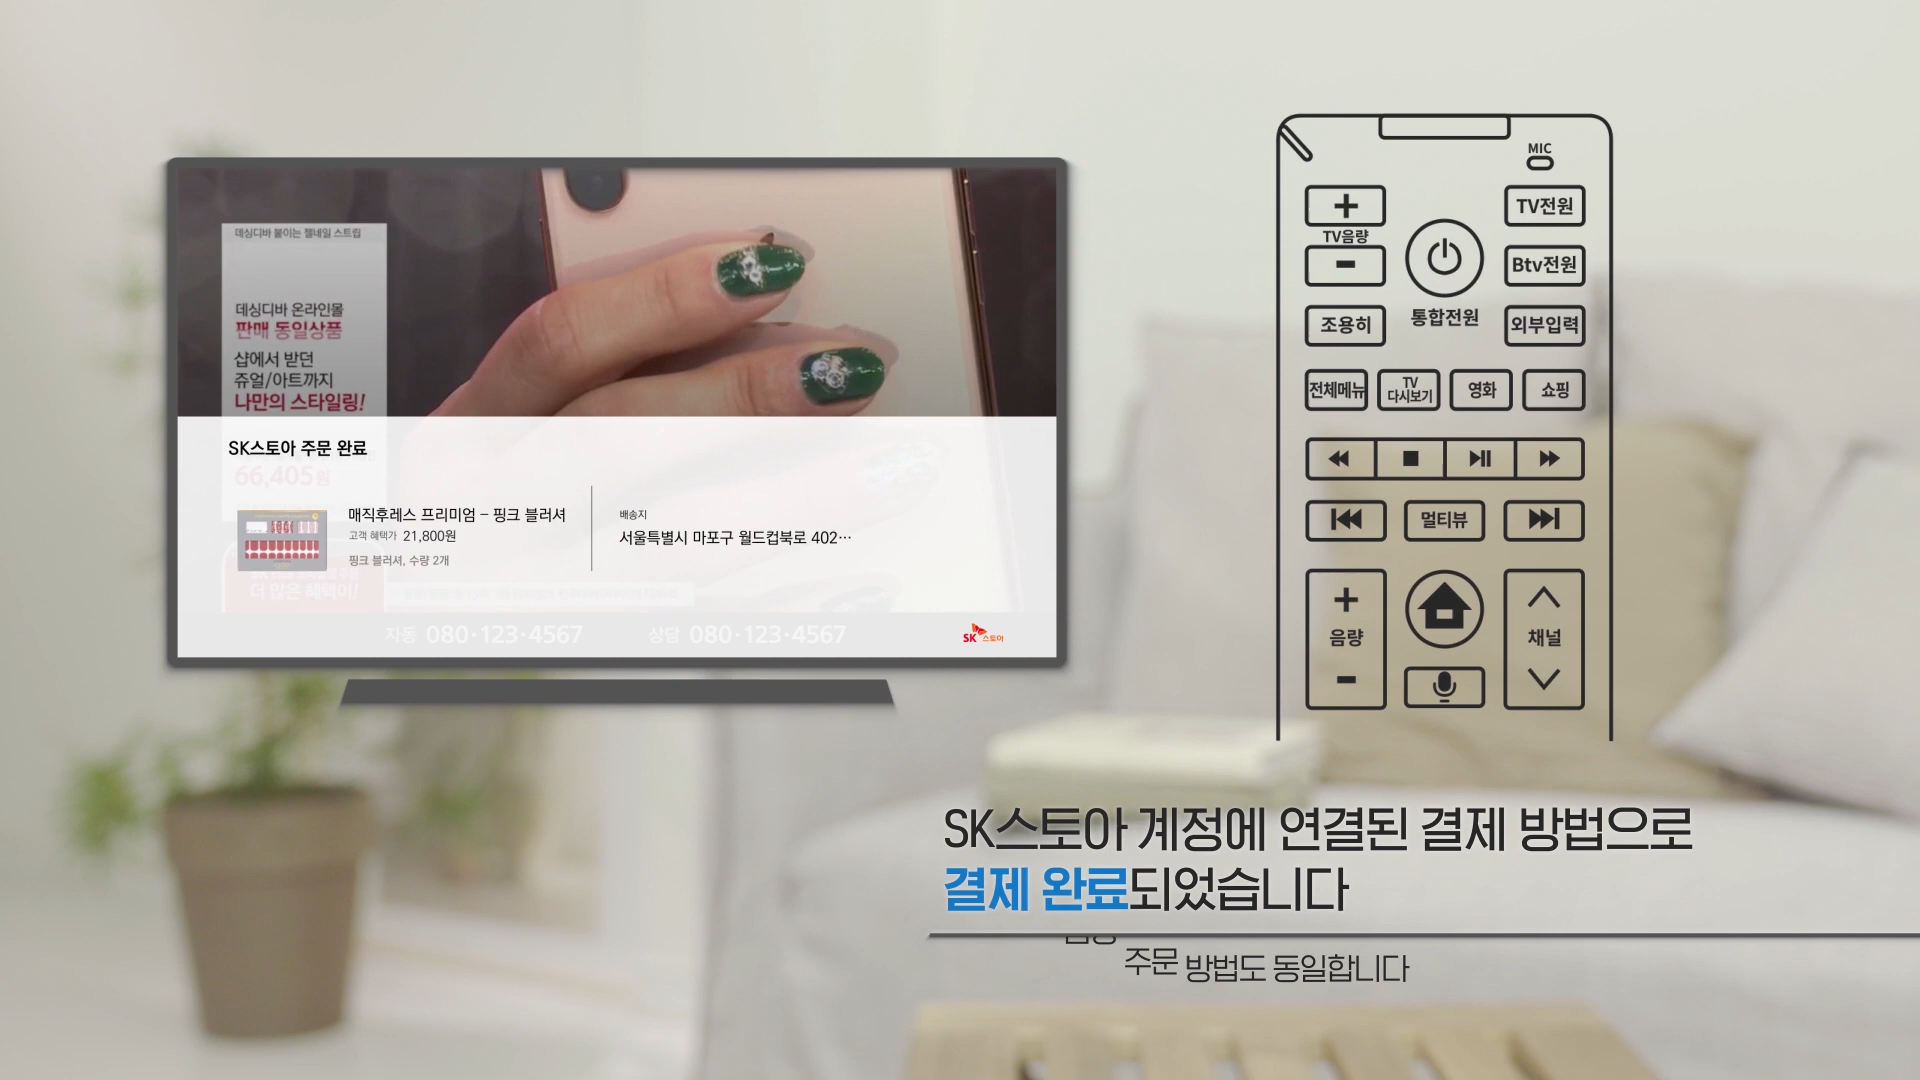 데싱디바 붙이는 젤네일 스트립
데싱디바 온라인몰
판매 동일상품
샵에서 받던
쥬얼/아트까지
나만의 스타일링!
SK스토아 주문 완료
66,405원
매직후레스 프리미엄 – 핑크 블러셔
고객 혜택가 21,800원
핑크 블러셔, 수량 2개
배송지
서울특별시 마포구 월드컵북로 402…
더 많은 혜택이!
자동 080·123·4567 상담 080·123·4567
SK스토아
MIC
TV전원
TV음량
Btv전원
조용히
통합전원
외부입력
전체메뉴
TV
다시보기
영화
쇼핑
멀티뷰
음량
채널
SK스토아 계정에 연결된 결제 방법으로
결제 완료되었습니다
주문 방법도 동일합니다